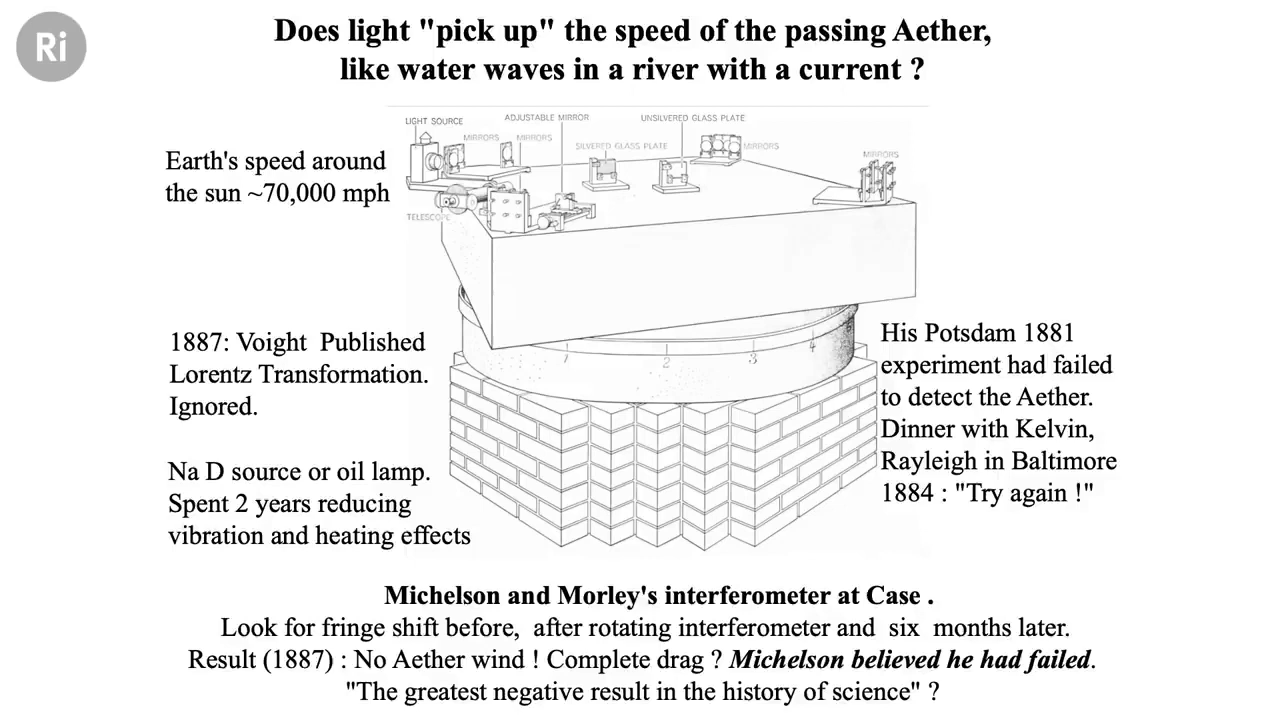 Ri
Does light "pick up" the speed of the passing Aether,
like water waves in a river with a current ?
LIGHT SOURCE
ADJUSTABLE MIRROR
UNSILVERED GLASS PLATE
MIRRORS
MIRRORS
SILVERED GLASS PLATE
MIRRORS
MIRRORS
TELESCOPE
Earth's speed around
the sun ~70,000 mph
1887: Voight Published
Lorentz Transformation.
Ignored.
1
2
3
4
His Potsdam 1881
experiment had failed
to detect the Aether.
Dinner with Kelvin,
Rayleigh in Baltimore
1884 : "Try again !"
Na D source or oil lamp.
Spent 2 years reducing
vibration and heating effects
Michelson and Morley's interferometer at Case .
Look for fringe shift before, after rotating interferometer and six months later.
Result (1887) : No Aether wind ! Complete drag ? Michelson believed he had failed.
"The greatest negative result in the history of science" ?